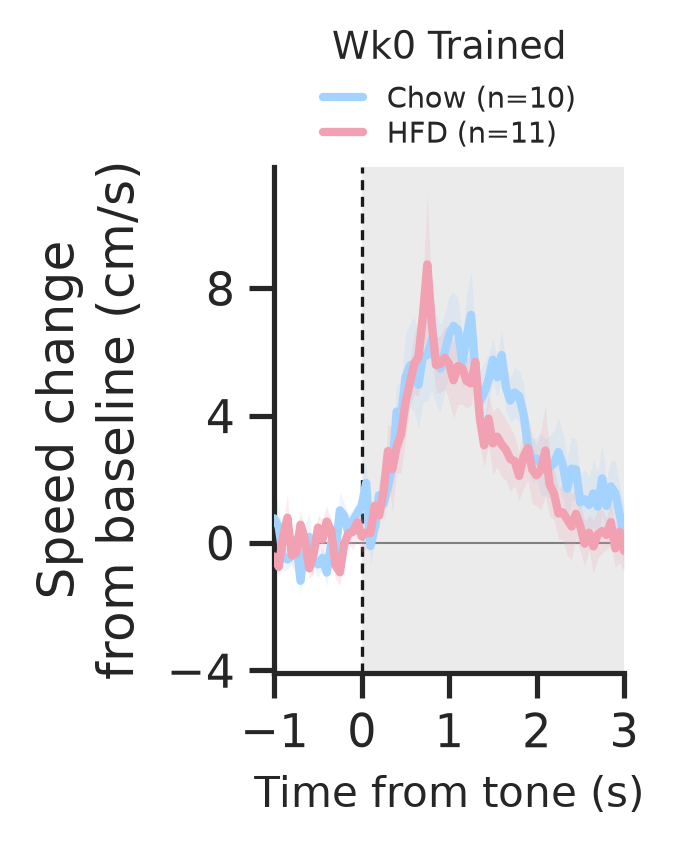 Wk0 Trained
Chow (n=10)
HFD (n=11)
Speed change
from baseline (cm/s)
8
4
0
−4
−1 0 1 2 3
Time from tone (s)